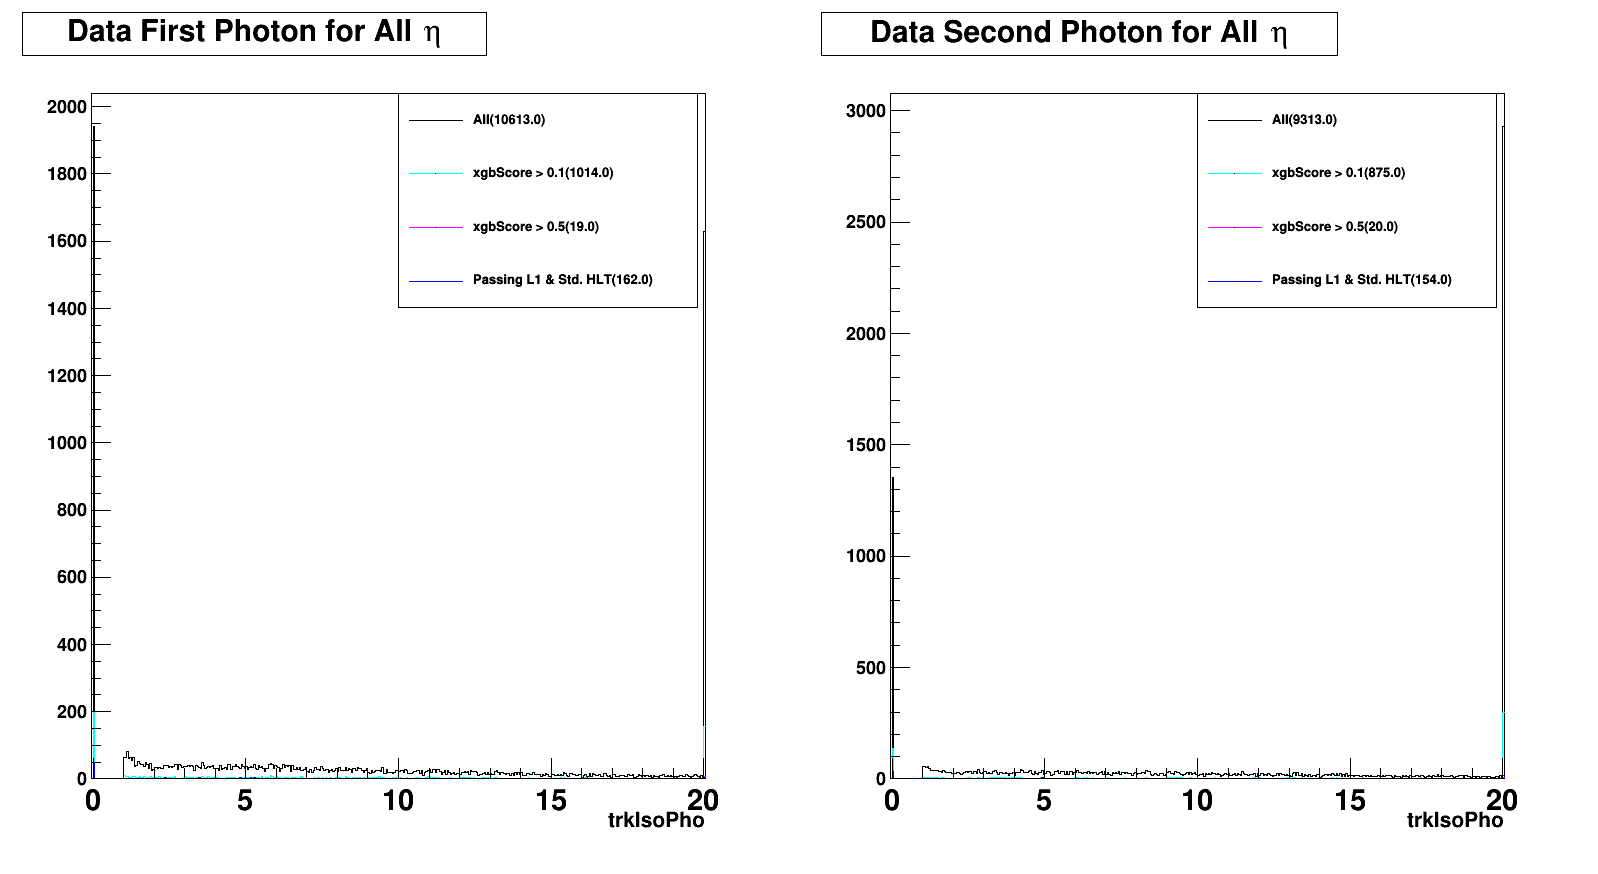 Data First Photon for All η
2000
1800
1600
1400
1200
1000
800
600
400
200
0
All(10613.0)
xgbScore > 0.1(1014.0)
xgbScore > 0.5(19.0)
Passing L1 & Std. HLT(162.0)
0 5 10 15 20
trkIsoPho
Data Second Photon for All η
3000
2500
2000
1500
1000
500
0
All(9313.0)
xgbScore > 0.1(875.0)
xgbScore > 0.5(20.0)
Passing L1 & Std. HLT(154.0)
0 5 10 15 20
trkIsoPho